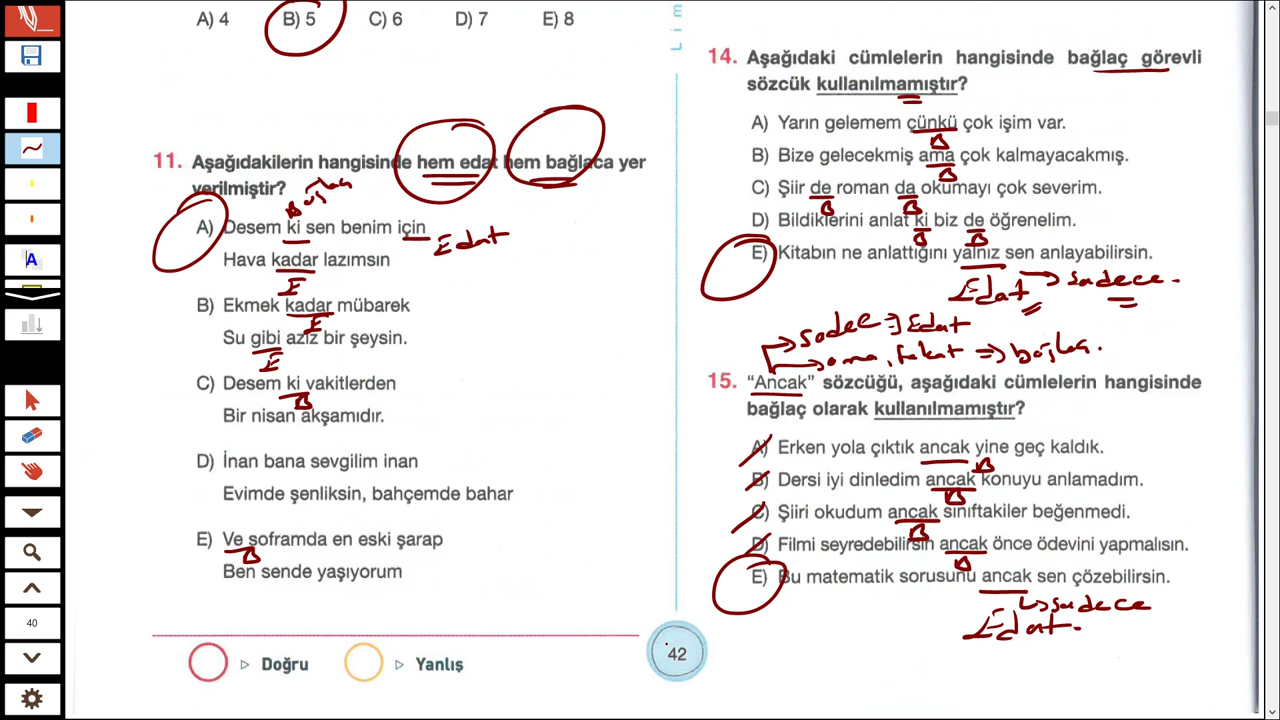 A) 4 B) 5 C) 6 D) 7 E) 8
11. Aşağıdakilerin hangisinde hem edat hem bağlaca yer
verilmiştir?
Bağlaç
A) Desem ki sen benim için
Edat
Hava kadar lazımsın
E
B) Ekmek kadar mübarek
E
Su gibi aziz bir şeysin.
E
C) Desem ki vakitlerden
B
Bir nisan akşamıdır.
D) İnan bana sevgilim inan
Evimde şenliksin, bahçemde bahar
E) Ve soframda en eski şarap
B
Ben sende yaşıyorum
Doğru Yanlış
Lim
42
14. Aşağıdaki cümlelerin hangisinde bağlaç görevli
sözcük kullanılmamıştır?
A) Yarın gelemem çünkü çok işim var.
B
B) Bize gelecekmiş ama çok kalmayacakmış.
B
C) Şiir de roman da okumayı çok severim.
B B
D) Bildiklerini anlat ki biz de öğrenelim.
B B
E) Kitabın ne anlattığını yalnız sen anlayabilirsin.
Edat sadece.
sadece Edat
ama, fakat bağlaç.
15. “Ancak” sözcüğü, aşağıdaki cümlelerin hangisinde
bağlaç olarak kullanılmamıştır?
A) Erken yola çıktık ancak yine geç kaldık.
B
B) Dersi iyi dinledim ancak konuyu anlamadım.
B
C) Şiiri okudum ancak sınıftakiler beğenmedi.
B
D) Filmi seyredebilirsin ancak önce ödevini yapmalısın.
B
E) Bu matematik sorusunu ancak sen çözebilirsin.
sadece
Edat.
A
40